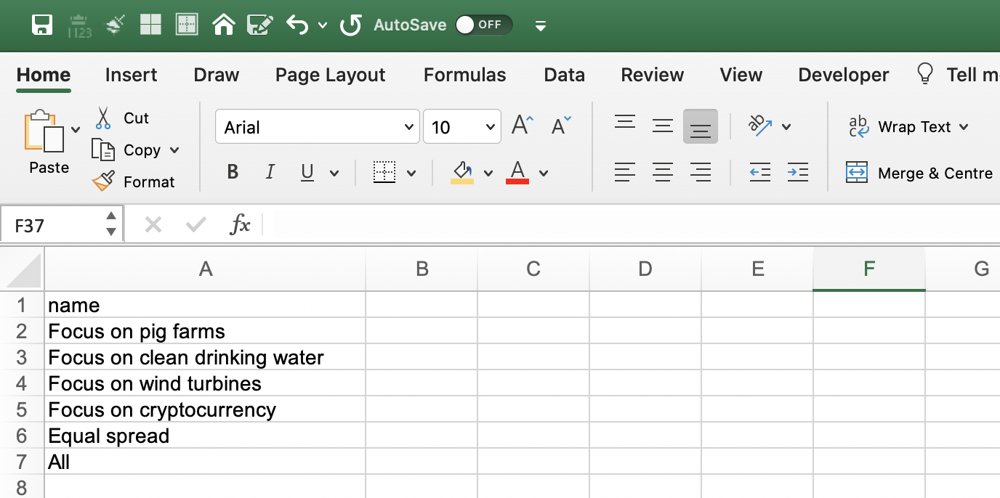 AutoSave OFF
Home Insert Draw Page Layout Formulas Data Review View Developer Tell m
Cut
Arial 10
ab
Wrap Text
Copy
Paste
B I U A
Merge & Centre
Format
F37 fx
A B C D E F G
1 name
2 Focus on pig farms
3 Focus on clean drinking water
4 Focus on wind turbines
5 Focus on cryptocurrency
6 Equal spread
7 All
8